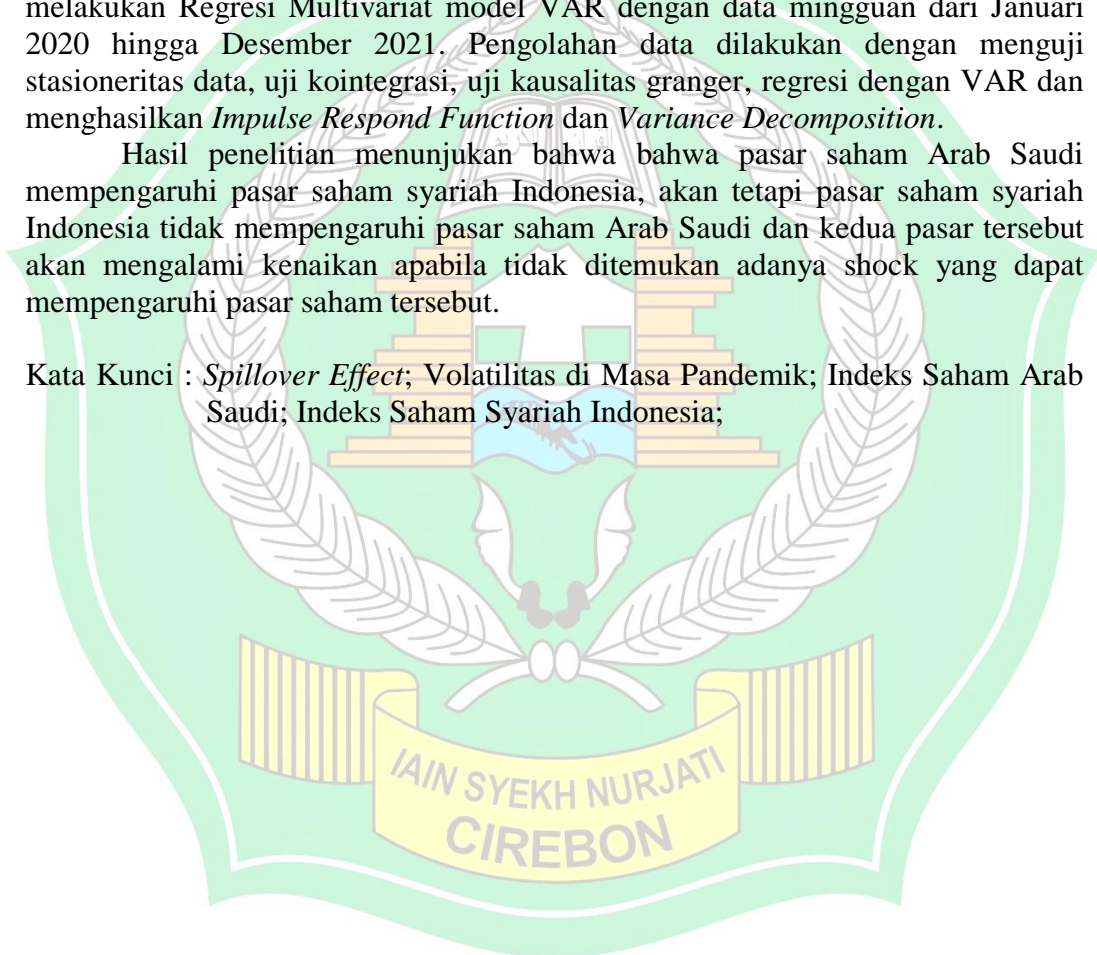 melakukan Regresi Multivariat model VAR dengan data mingguan dari Januari
2020 hingga Desember 2021. Pengolahan data dilakukan dengan menguji
stasioneritas data, uji kointegrasi, uji kausalitas granger, regresi dengan VAR dan
menghasilkan Impulse Respond Function dan Variance Decomposition.
Hasil penelitian menunjukan bahwa bahwa pasar saham Arab Saudi
mempengaruhi pasar saham syariah Indonesia, akan tetapi pasar saham syariah
Indonesia tidak mempengaruhi pasar saham Arab Saudi dan kedua pasar tersebut
akan mengalami kenaikan apabila tidak ditemukan adanya shock yang dapat
mempengaruhi pasar saham tersebut.
Kata Kunci : Spillover Effect; Volatilitas di Masa Pandemik; Indeks Saham Arab
Saudi; Indeks Saham Syariah Indonesia;
IAIN SYEKH NURJATI
CIREBON